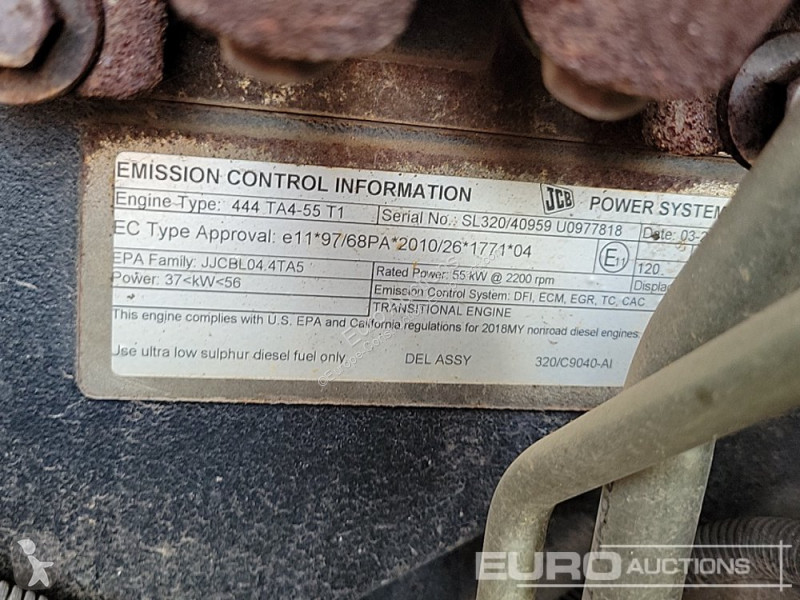 EMISSION CONTROL INFORMATION JCB POWER SYSTEM
Engine Type: 444 TA4-55 T1 Serial No.: SL320/40959 U0977818 Date: 03-
EC Type Approval: e11*97/68PA*2010/26*1771*04 E11 120
EPA Family: JJCBL04.4TA5 Rated Power: 55 kW @ 2200 rpm Displac
Power: 37<kW<56 Emission Control System: DFI, ECM, EGR, TC, CAC
TRANSITIONAL ENGINE
This engine complies with U.S. EPA and California regulations for 2018MY nonroad diesel engines
Use ultra low sulphur diesel fuel only. DEL ASSY 320/C9040-AI
EUROAUCTIONS